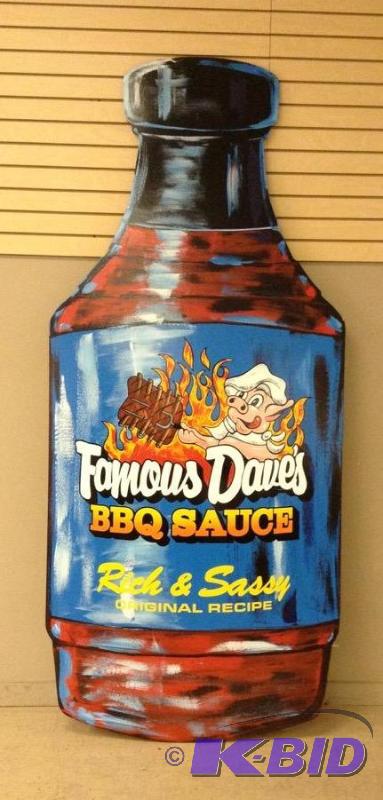 Famous Dave's
BBQ SAUCE
Rich & Sassy
ORIGINAL RECIPE
© K-BID